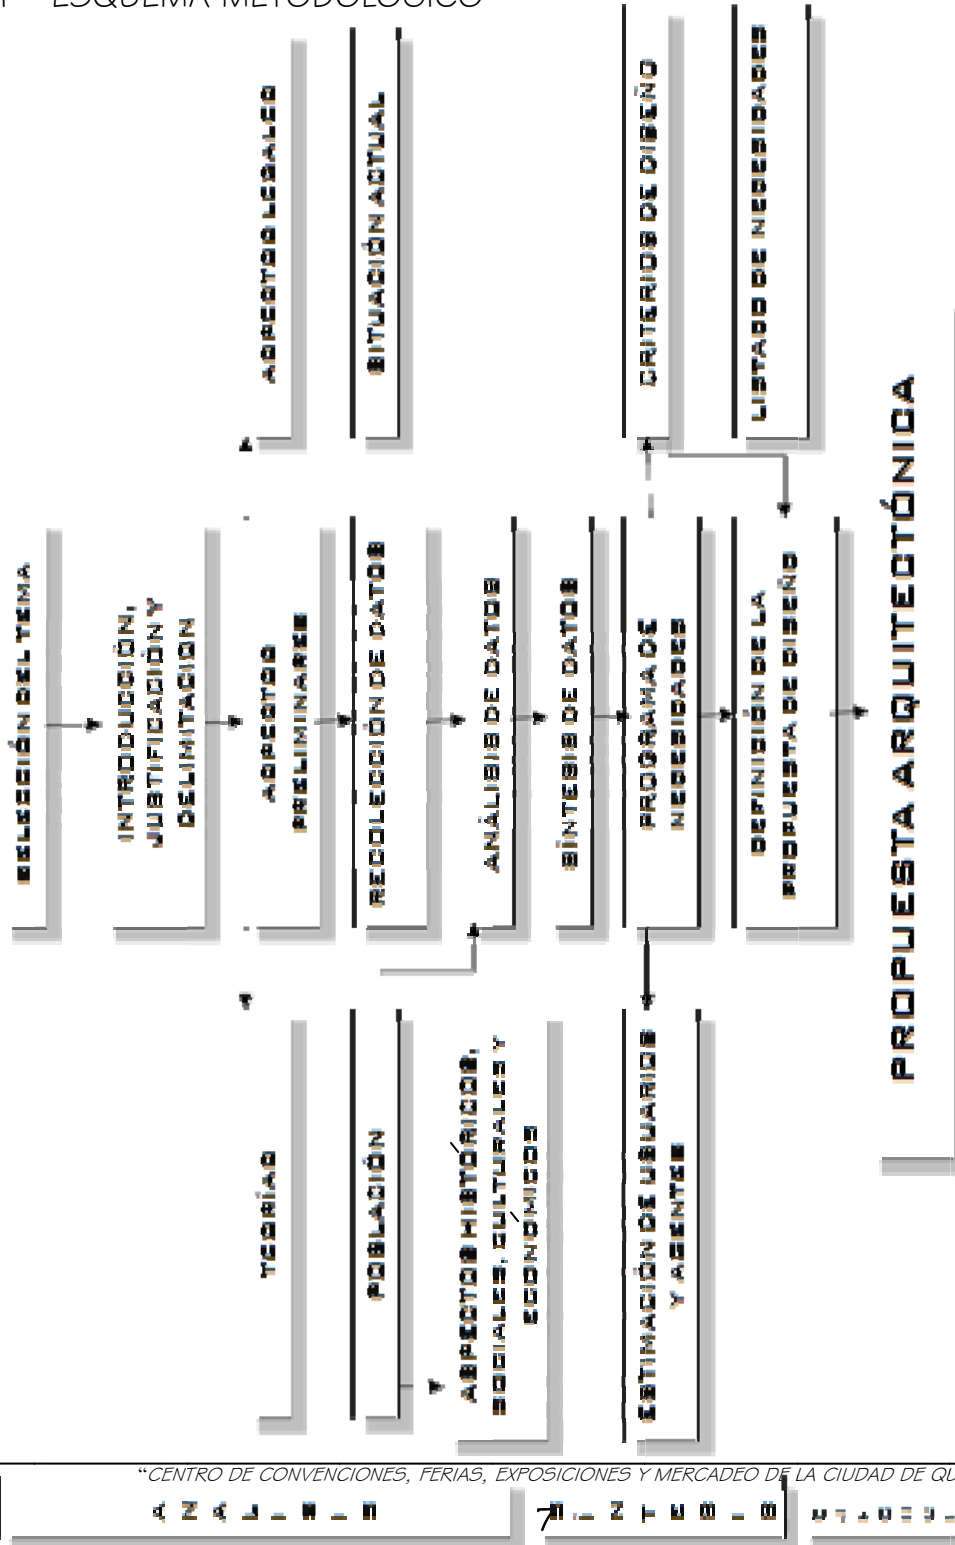 ESQUEMA METODOLÓGICO
SELECCIÓN DEL TEMA
INTRODUCCIÓN,
JUSTIFICACIÓN Y
DELIMITACIÓN
TEORÍAS
ASPECTOS
PRELIMINARES
ASPECTOS LEGALES
POBLACIÓN
RECOLECCIÓN DE DATOS
SITUACIÓN ACTUAL
ASPECTOS HISTÓRICOS,
SOCIALES, CULTURALES Y
ECONÓMICOS
ANÁLISIS DE DATOS
SÍNTESIS DE DATOS
ESTIMACIÓN DE USUARIOS
Y AGENTES
PROGRAMA DE
NECESIDADES
CRITERIOS DE DISEÑO
DEFINICIÓN DE LA
PROPUESTA DE DISEÑO
LISTADO DE NECESIDADES
PROPUESTA ARQUITECTÓNICA
"CENTRO DE CONVENCIONES, FERIAS, EXPOSICIONES Y MERCADEO DE LA CIUDAD DE QU
ANÁLISIS
7
SÍNTESIS